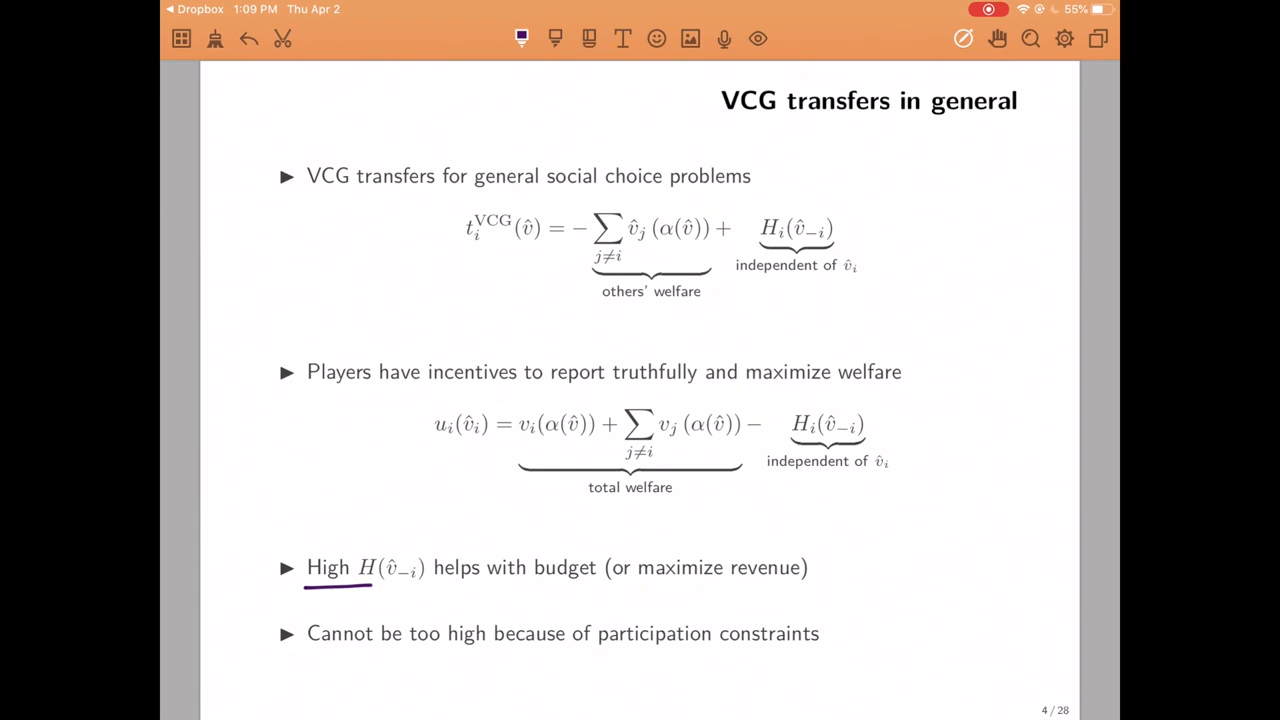 ◀ Dropbox 1:09 PM Thu Apr 2 55%
VCG transfers in general
▶ VCG transfers for general social choice problems
t_i^VCG(v̂) = − ∑_{j≠i} v̂_j (α(v̂)) + H_i(v̂_{−i})
independent of v̂_i
others' welfare
▶ Players have incentives to report truthfully and maximize welfare
u_i(v̂_i) = v_i(α(v̂)) + ∑_{j≠i} v_j (α(v̂)) − H_i(v̂_{−i})
independent of v̂_i
total welfare
▶ High H(v̂_{−i}) helps with budget (or maximize revenue)
▶ Cannot be too high because of participation constraints
4 / 28